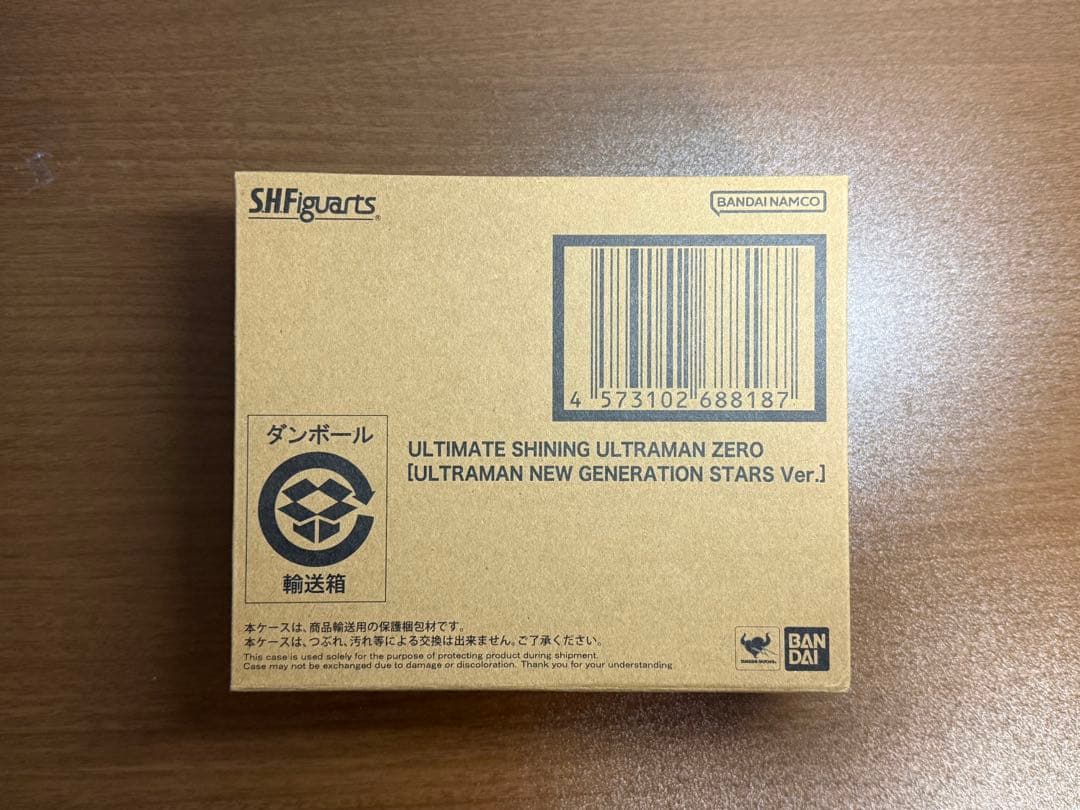 S.H.Figuarts®
BANDAI NAMCO
4 573102 688187
ダンボール
輸送箱
ULTIMATE SHINING ULTRAMAN ZERO
[ULTRAMAN NEW GENERATION STARS Ver.]
本ケースは、商品輸送用の保護梱包材です。
本ケースは、つぶれ、汚れ等による交換は出来ません。ご了承ください。
This case is used solely for the purpose of protecting product during shipment.
Case may not be exchanged due to damage or discoloration. Thank you for your understanding
TAMASHII NATIONS
BAN
DAI